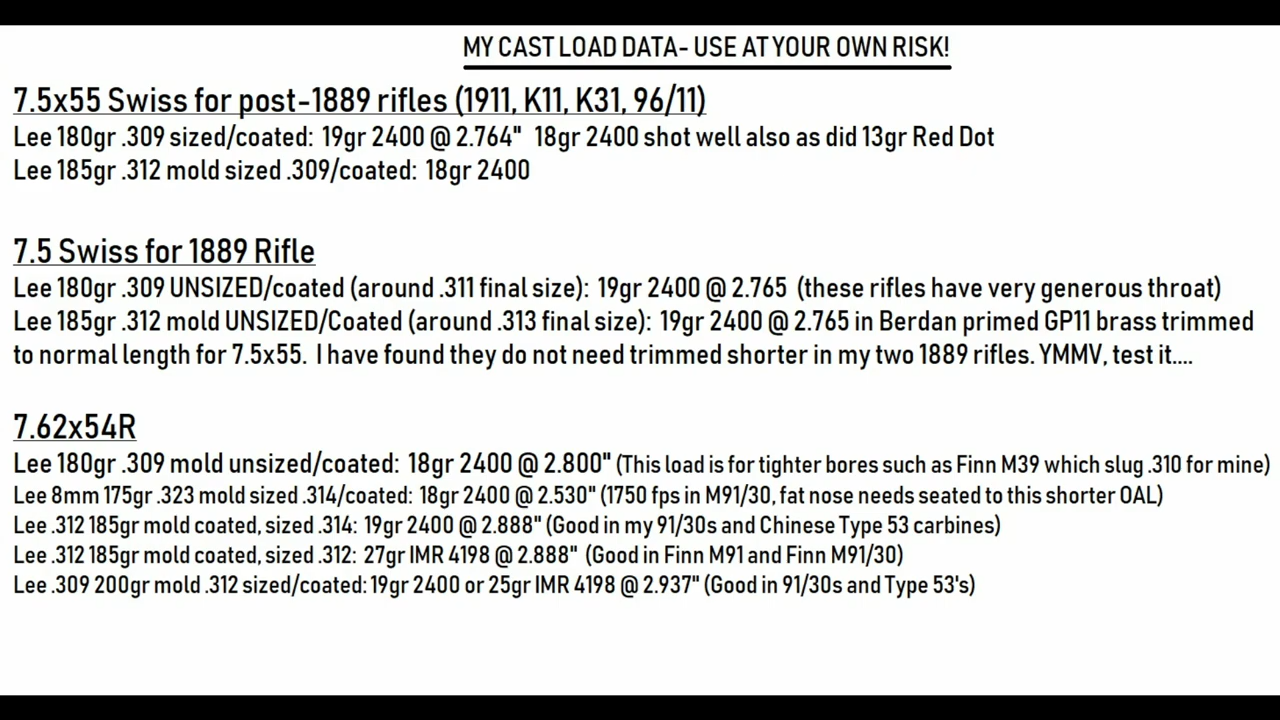 MY CAST LOAD DATA- USE AT YOUR OWN RISK!
7.5x55 Swiss for post-1889 rifles (1911, K11, K31, 96/11)
Lee 180gr .309 sized/coated: 19gr 2400 @ 2.764" 18gr 2400 shot well also as did 13gr Red Dot
Lee 185gr .312 mold sized .309/coated: 18gr 2400
7.5 Swiss for 1889 Rifle
Lee 180gr .309 UNSIZED/coated (around .311 final size): 19gr 2400 @ 2.765 (these rifles have very generous throat)
Lee 185gr .312 mold UNSIZED/Coated (around .313 final size): 19gr 2400 @ 2.765 in Berdan primed GP11 brass trimmed
to normal length for 7.5x55. I have found they do not need trimmed shorter in my two 1889 rifles. YMMV, test it....
7.62x54R
Lee 180gr .309 mold unsized/coated: 18gr 2400 @ 2.800" (This load is for tighter bores such as Finn M39 which slug .310 for mine)
Lee 8mm 175gr .323 mold sized .314/coated: 18gr 2400 @ 2.530" (1750 fps in M91/30, fat nose needs seated to this shorter OAL)
Lee .312 185gr mold coated, sized .314: 19gr 2400 @ 2.888" (Good in my 91/30s and Chinese Type 53 carbines)
Lee .312 185gr mold coated, sized .312: 27gr IMR 4198 @ 2.888" (Good in Finn M91 and Finn M91/30)
Lee .309 200gr mold .312 sized/coated: 19gr 2400 or 25gr IMR 4198 @ 2.937" (Good in 91/30s and Type 53's)